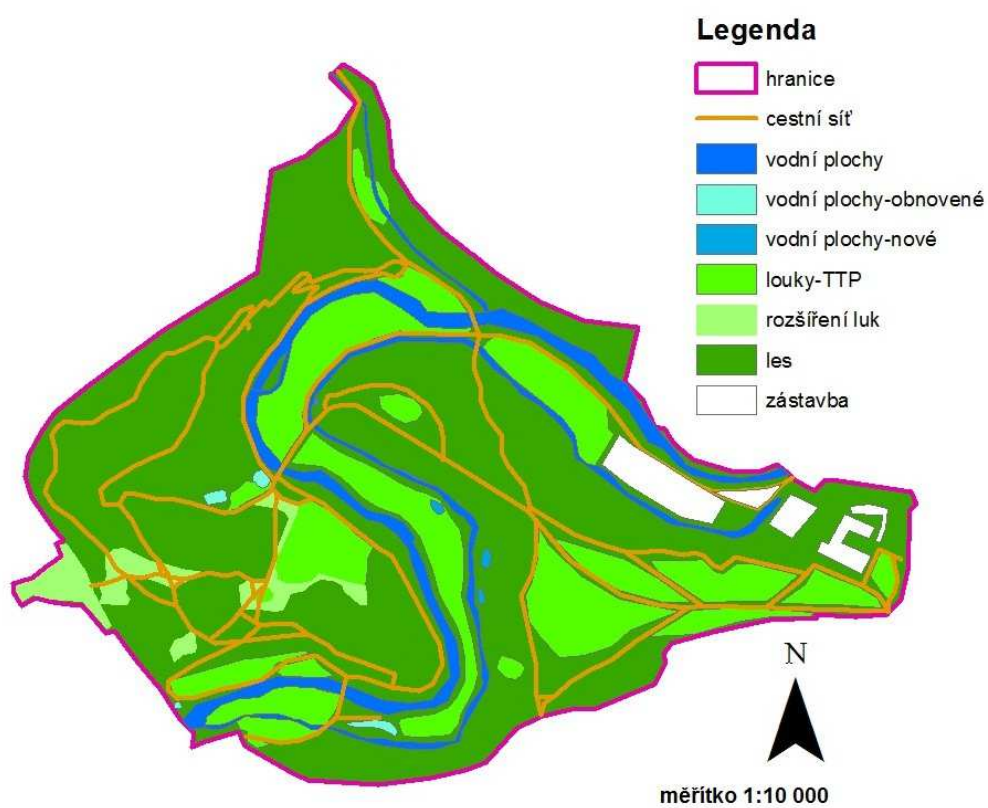 Legenda
hranice
cestní síť
vodní plochy
vodní plochy-obnovené
vodní plochy-nové
louky-TTP
rozšíření luk
les
zástavba
N
měřítko 1:10 000